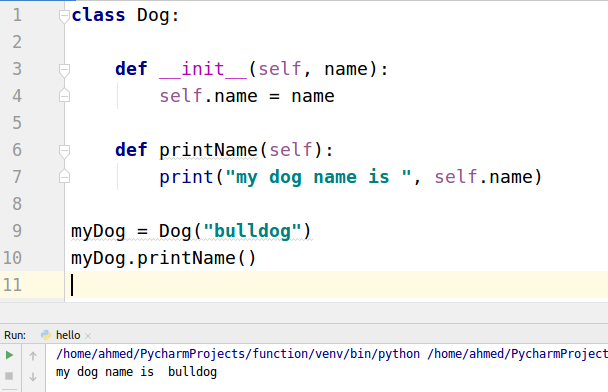 1 class Dog:
2
3     def __init__(self, name):
4         self.name = name
5
6     def printName(self):
7         print("my dog name is ", self.name)
8
9 myDog = Dog("bulldog")
10 myDog.printName()
11
Run: hello ×
/home/ahmed/PycharmProjects/function/venv/bin/python /home/ahmed/PycharmProject
my dog name is  bulldog